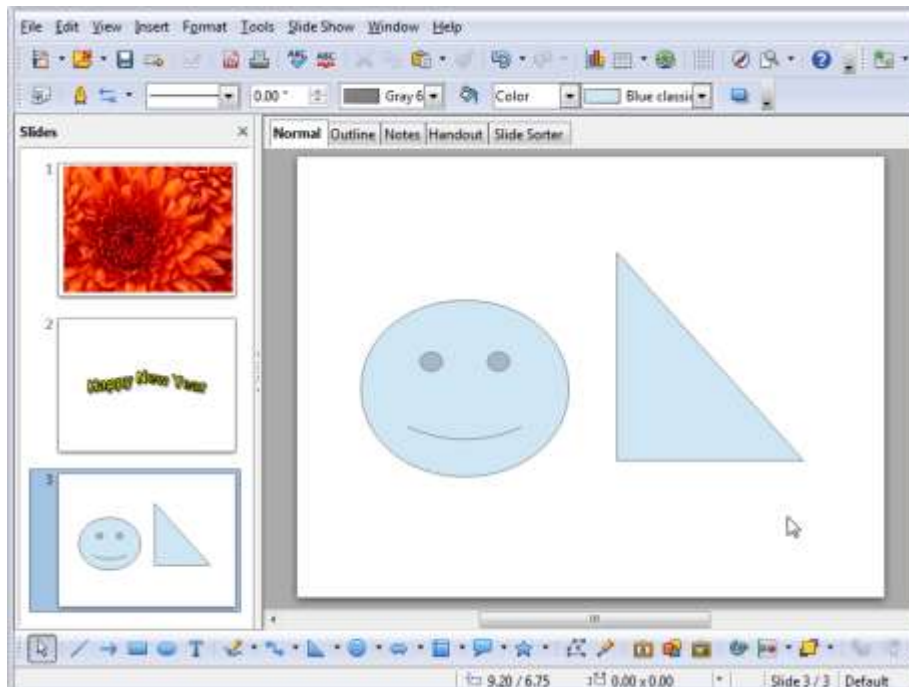 File Edit View Insert Format Tools Slide Show Window Help
0.00" Gray 6 Color Blue classic
Slides × Normal Outline Notes Handout Slide Sorter
1
2
Happy New Year
3
9.20 / 6.75 0.00 x 0.00 * Slide 3 / 3 Default